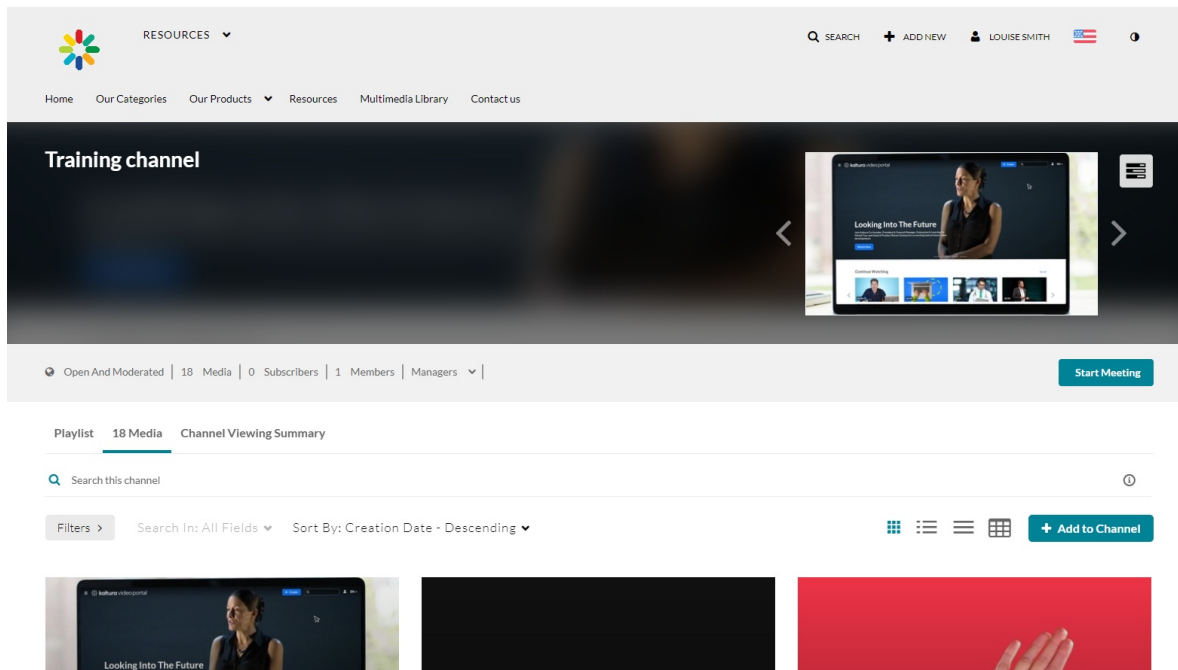 RESOURCES
SEARCH ADD NEW LOUISE SMITH
Home Our Categories Our Products Resources Multimedia Library Contact us
Training channel
kaltura videoportal
Looking Into The Future
Continue Watching
Open And Moderated | 18 Media | 0 Subscribers | 1 Members | Managers |
Start Meeting
Playlist 18 Media Channel Viewing Summary
Search this channel
Filters > Search In: All Fields Sort By: Creation Date - Descending
+ Add to Channel
kaltura videoportal
Looking Into The Future